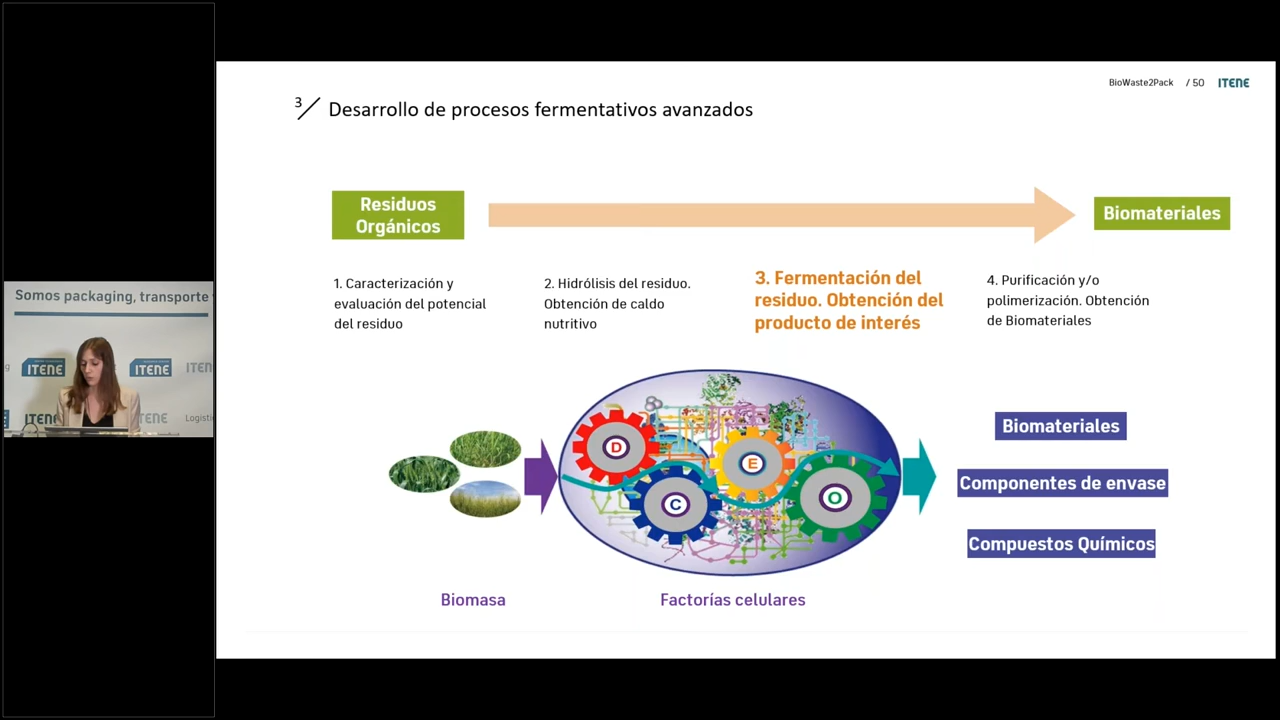 BioWaste2Pack / 50 ITENE
3/ Desarrollo de procesos fermentativos avanzados
Residuos
Orgánicos
Biomateriales
1. Caracterización y
evaluación del potencial
del residuo
2. Hidrólisis del residuo.
Obtención de caldo
nutritivo
3. Fermentación del
residuo. Obtención del
producto de interés
4. Purificación y/o
polimerización. Obtención
de Biomateriales
D
C
E
O
Biomateriales
Componentes de envase
Compuestos Químicos
Biomasa
Factorías celulares
Somos packaging, transporte
ITENE
ITENE
ITEN
ITENE
TENE
Logist